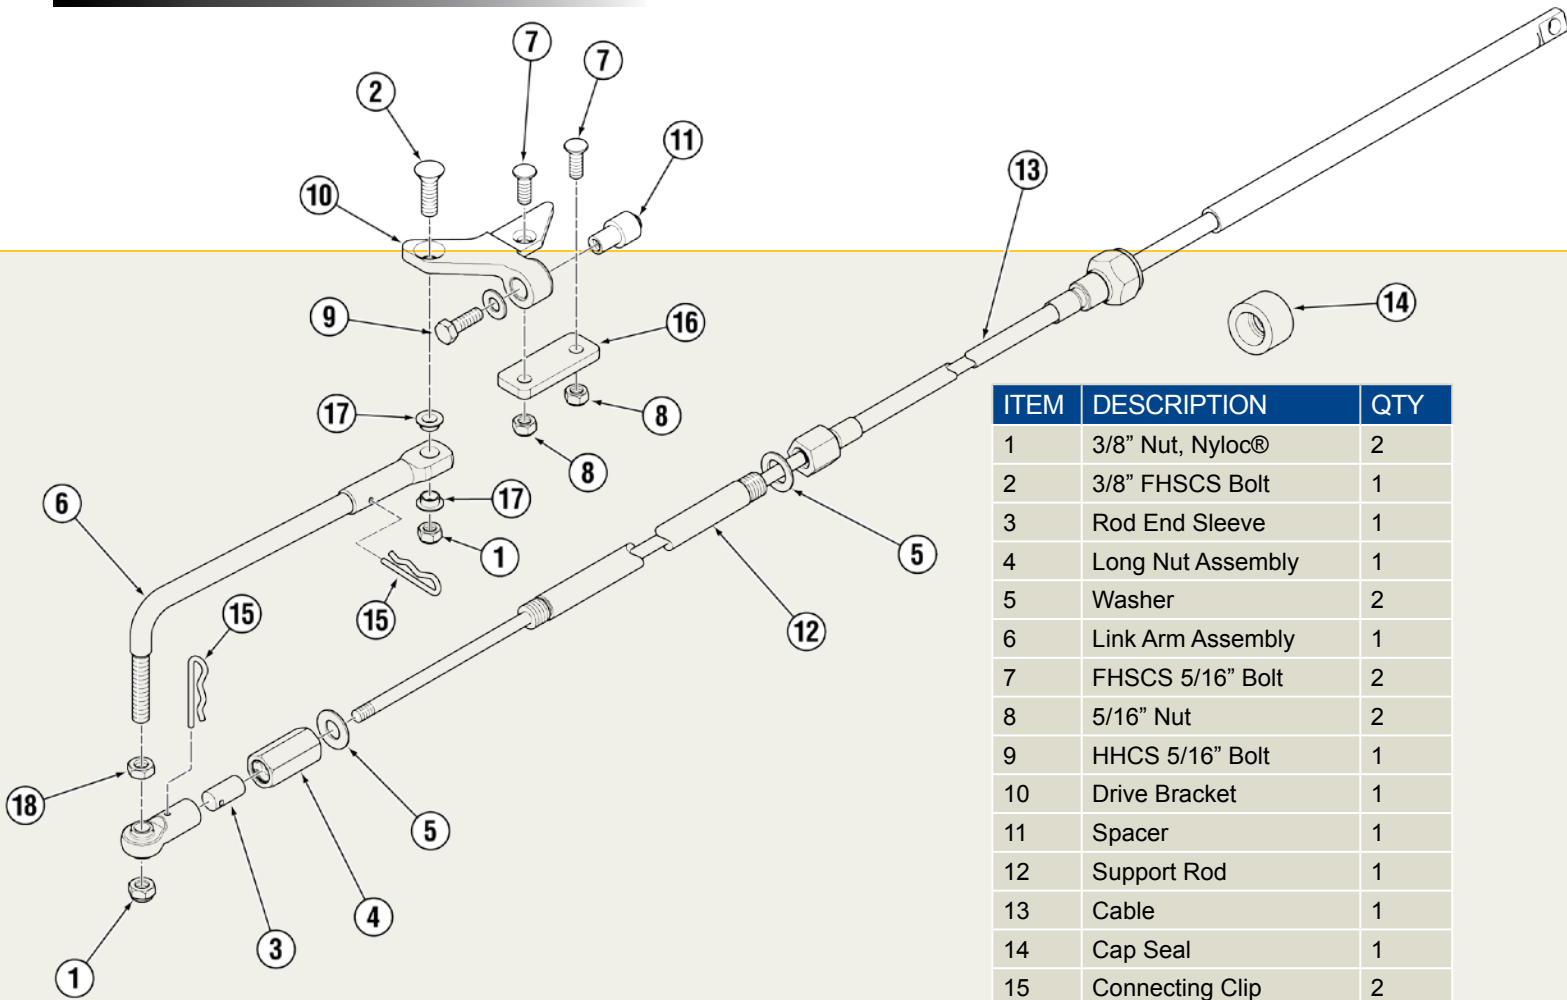 7
7
2
11
13
10
9
16
14
17
8
8
6
17
1
5
15
15
12
18
5
4
3
1
ITEM DESCRIPTION QTY
1 3/8” Nut, Nyloc® 2
2 3/8” FHSCS Bolt 1
3 Rod End Sleeve 1
4 Long Nut Assembly 1
5 Washer 2
6 Link Arm Assembly 1
7 FHSCS 5/16” Bolt 2
8 5/16” Nut 2
9 HHCS 5/16” Bolt 1
10 Drive Bracket 1
11 Spacer 1
12 Support Rod 1
13 Cable 1
14 Cap Seal 1
15 Connecting Clip 2